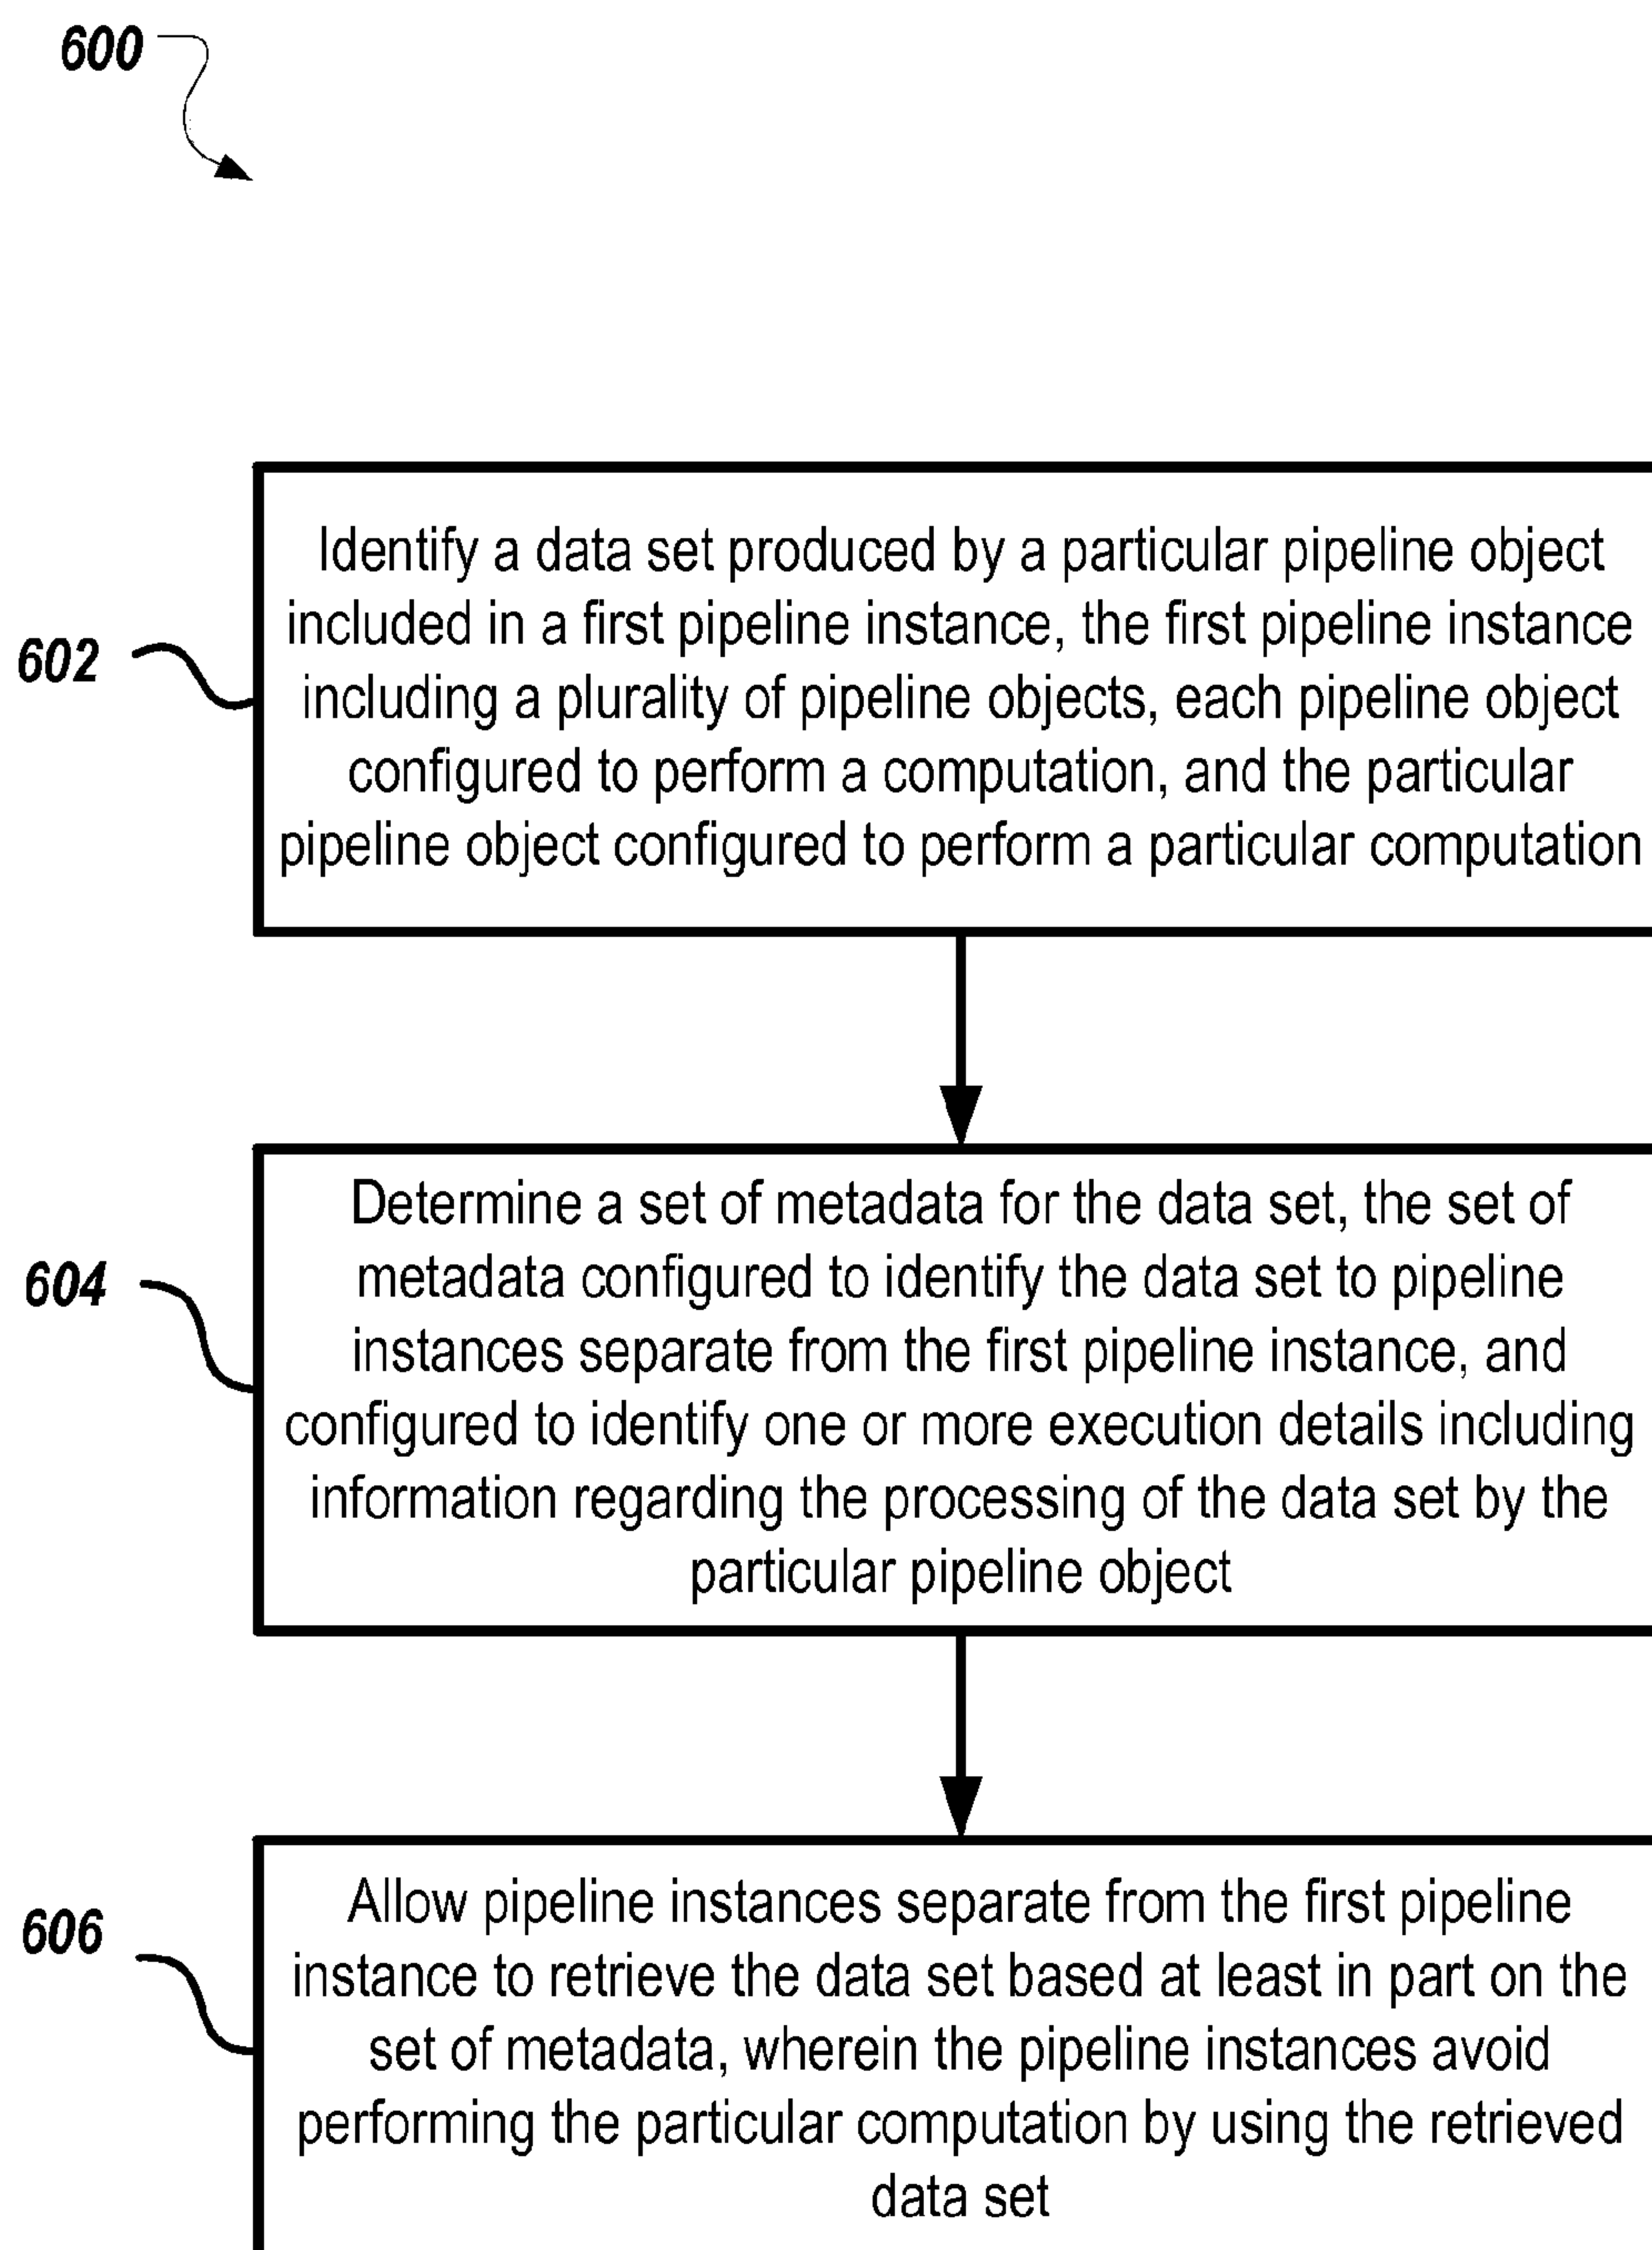 600
Identify a data set produced by a particular pipeline object
included in a first pipeline instance, the first pipeline instance
including a plurality of pipeline objects, each pipeline object
configured to perform a computation, and the particular
pipeline object configured to perform a particular computation
602
Determine a set of metadata for the data set, the set of
metadata configured to identify the data set to pipeline
instances separate from the first pipeline instance, and
configured to identify one or more execution details including
information regarding the processing of the data set by the
particular pipeline object
604
Allow pipeline instances separate from the first pipeline
instance to retrieve the data set based at least in part on the
set of metadata, wherein the pipeline instances avoid
performing the particular computation by using the retrieved
data set
606